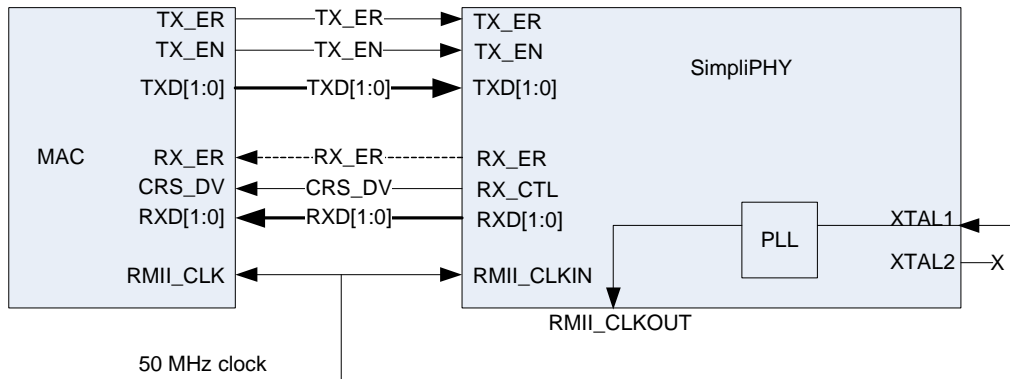 TX_ER TX_ER TX_ER
TX_EN TX_EN TX_EN
SimpliPHY
TXD[1:0] TXD[1:0] TXD[1:0]
MAC
RX_ER RX_ER RX_ER
CRS_DV CRS_DV RX_CTL
RXD[1:0] RXD[1:0] RXD[1:0]
XTAL1
PLL
XTAL2 X
RMII_CLK RMII_CLKIN
RMII_CLKOUT
50 MHz clock